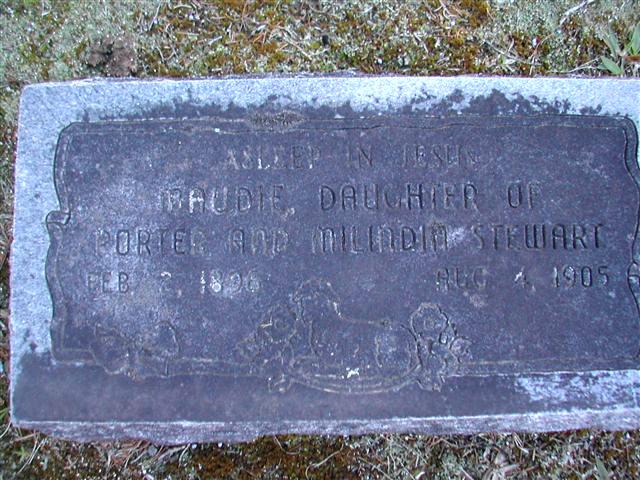 ASLEEP IN JESUS
MAUDIE, DAUGHTER OF
PORTER AND MILINDIA STEWART
FEB. 2, 1896 AUG. 4, 1905